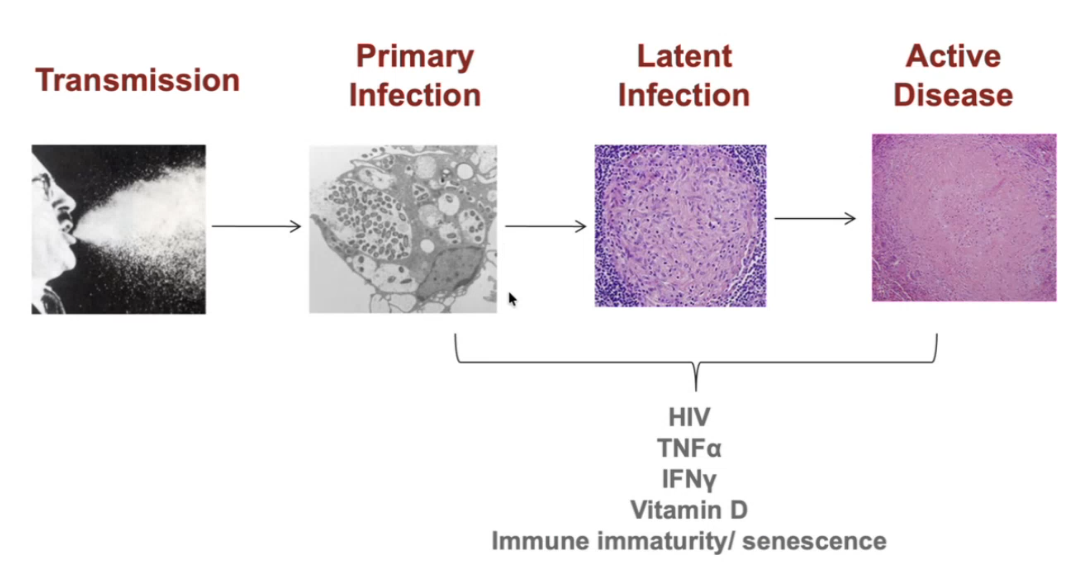 Transmission
Primary
Infection
Latent
Infection
Active
Disease
HIV
TNFα
IFNγ
Vitamin D
Immune immaturity/ senescence